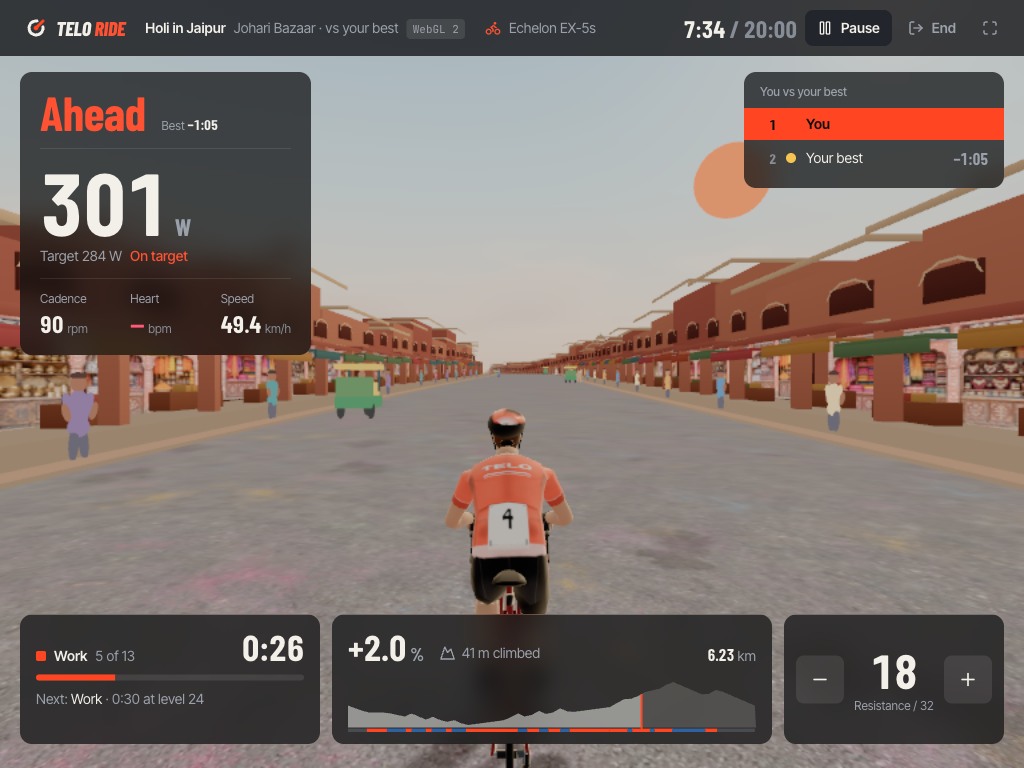 TELO RIDE Holi in Jaipur Johari Bazaar · vs your best WebGL 2 Echelon EX-5s 7:34 / 20:00 Pause End
Ahead Best −1:05
301 W
Target 284 W On target
Cadence Heart Speed
90 rpm — bpm 49.4 km/h
You vs your best
1 You
2 Your best −1:05
TELO
4
Work 5 of 13 0:26
Next: Work · 0:30 at level 24
+2.0 % 41 m climbed 6.23 km
− 18 +
Resistance / 32